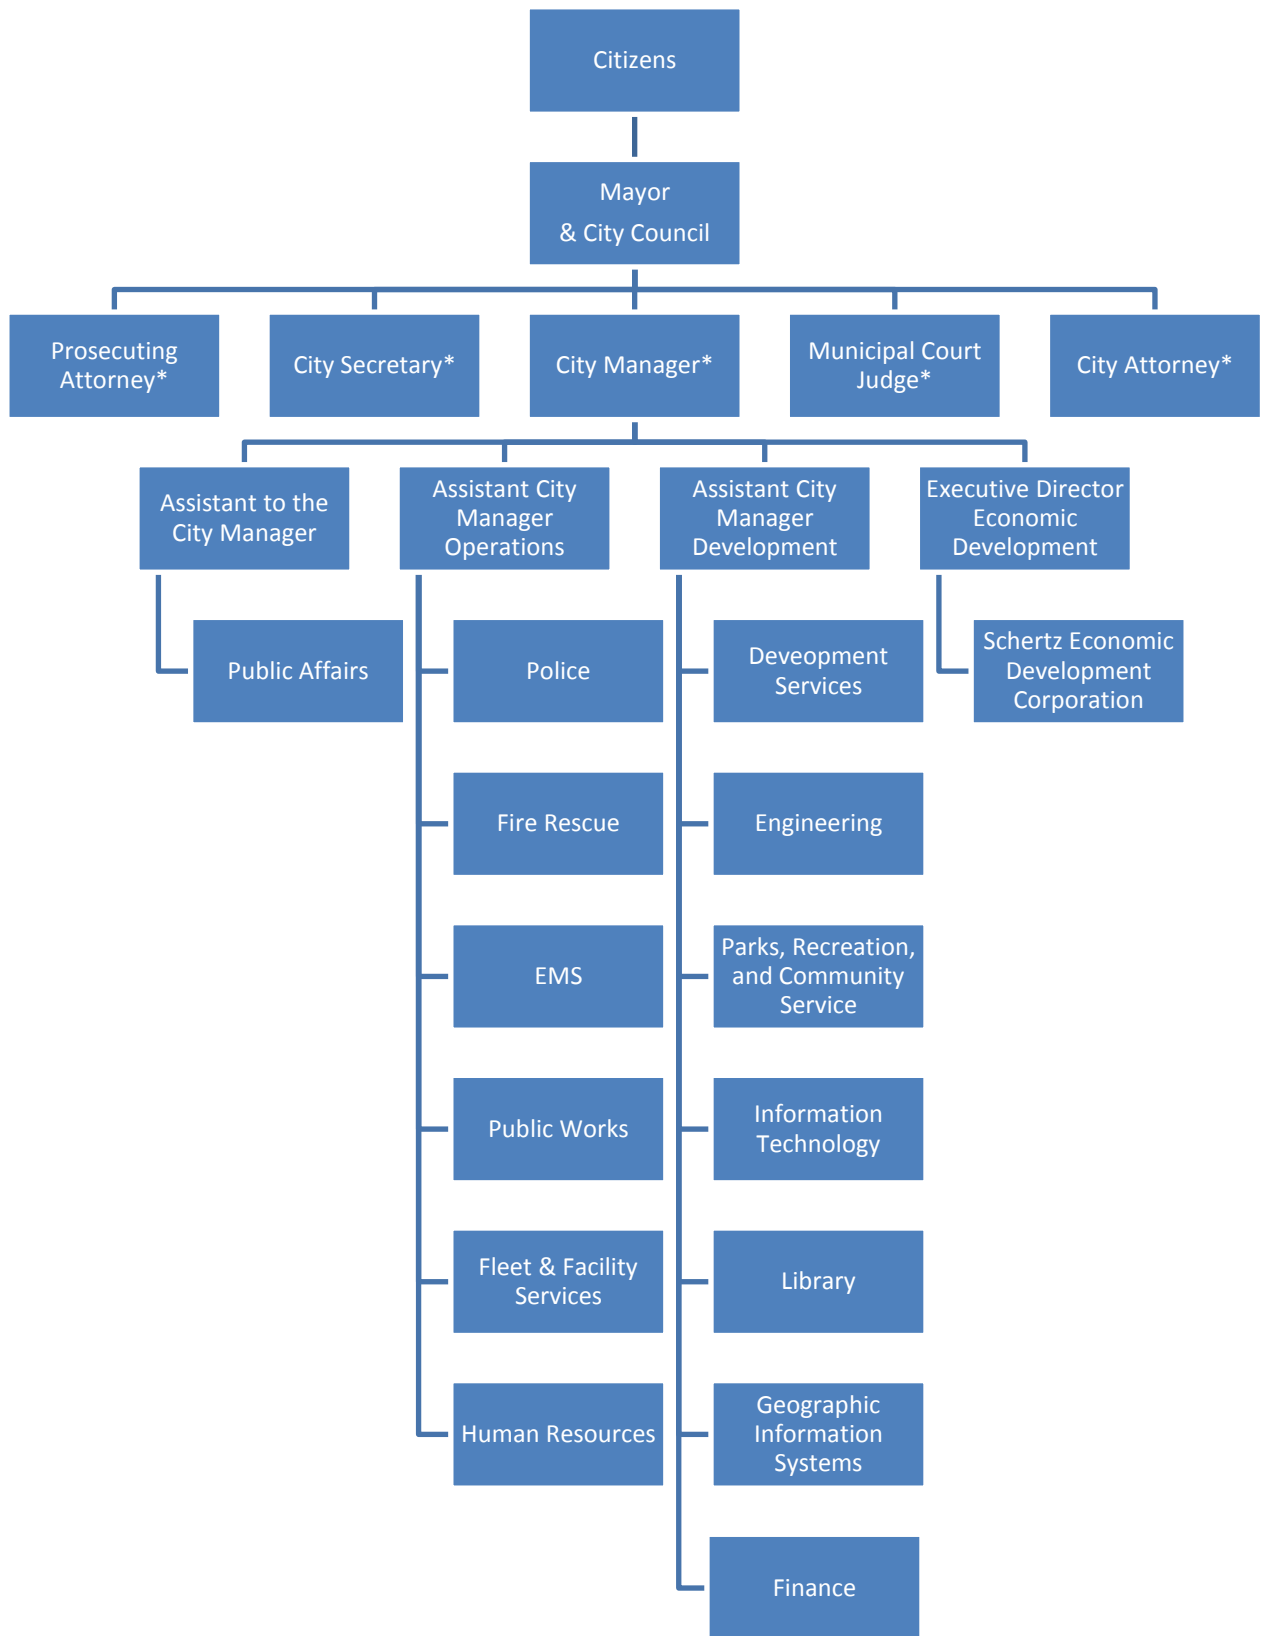 Citizens
Mayor
& City Council
Prosecuting
Attorney*
City Secretary*
City Manager*
Municipal Court
Judge*
City Attorney*
Assistant to the
City Manager
Assistant City
Manager
Operations
Assistant City
Manager
Development
Executive Director
Economic
Development
Public Affairs
Police
Deveopment
Services
Schertz Economic
Development
Corporation
Fire Rescue
Engineering
EMS
Parks, Recreation,
and Community
Service
Public Works
Information
Technology
Fleet & Facility
Services
Library
Human Resources
Geographic
Information
Systems
Finance